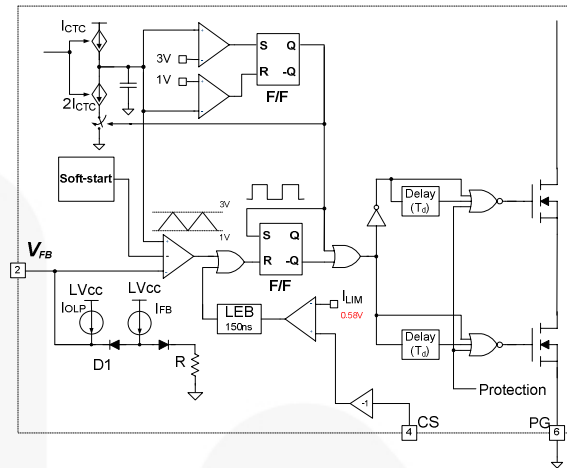 ICTC
3V
1V
S Q
R -Q
F/F
2ICTC
Soft-start
3V
1V
S Q
R Q
F/F
Delay
(Td)
VFB
2
LVcc
LVcc
IOLP
IFB
D1
R
LEB
150ns
ILIM
0.58V
Delay
(Td)
Protection
-1
CS
4
PG
6